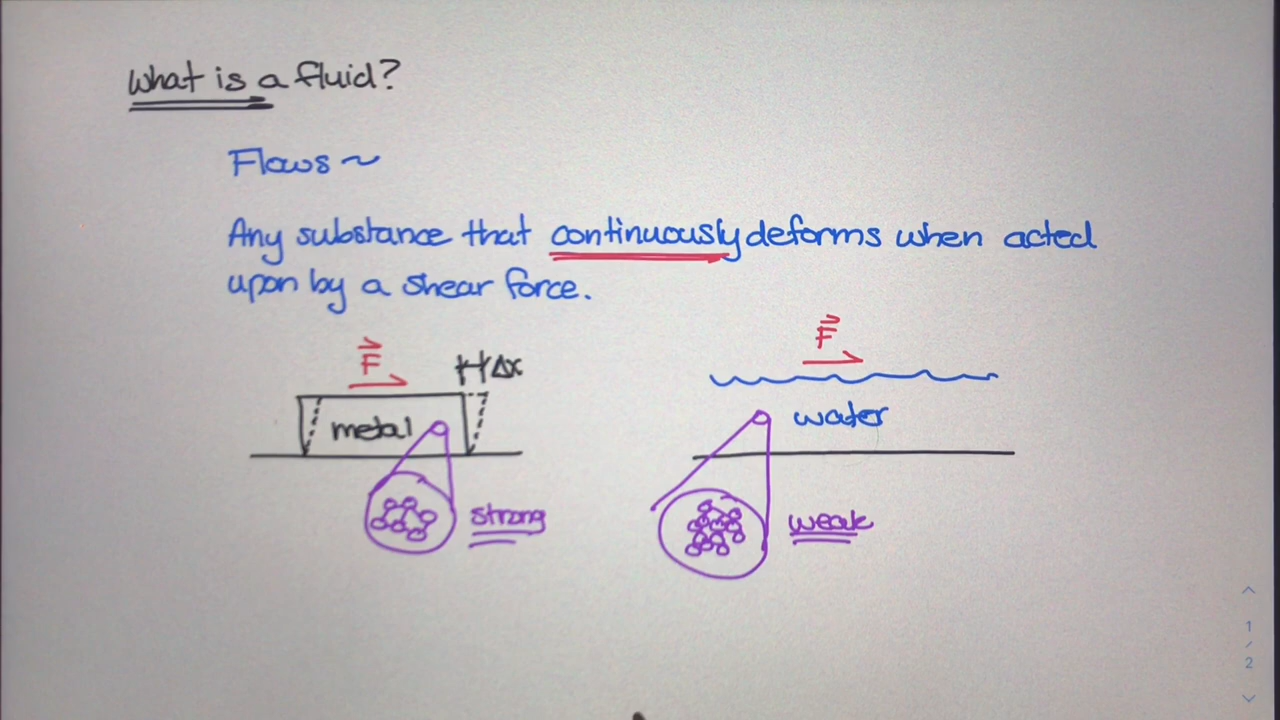 What is a fluid?
Flows ~
Any substance that continuously deforms when acted
upon by a shear force.
F
Δx
metal
strong
F
water
weak
1
/
2